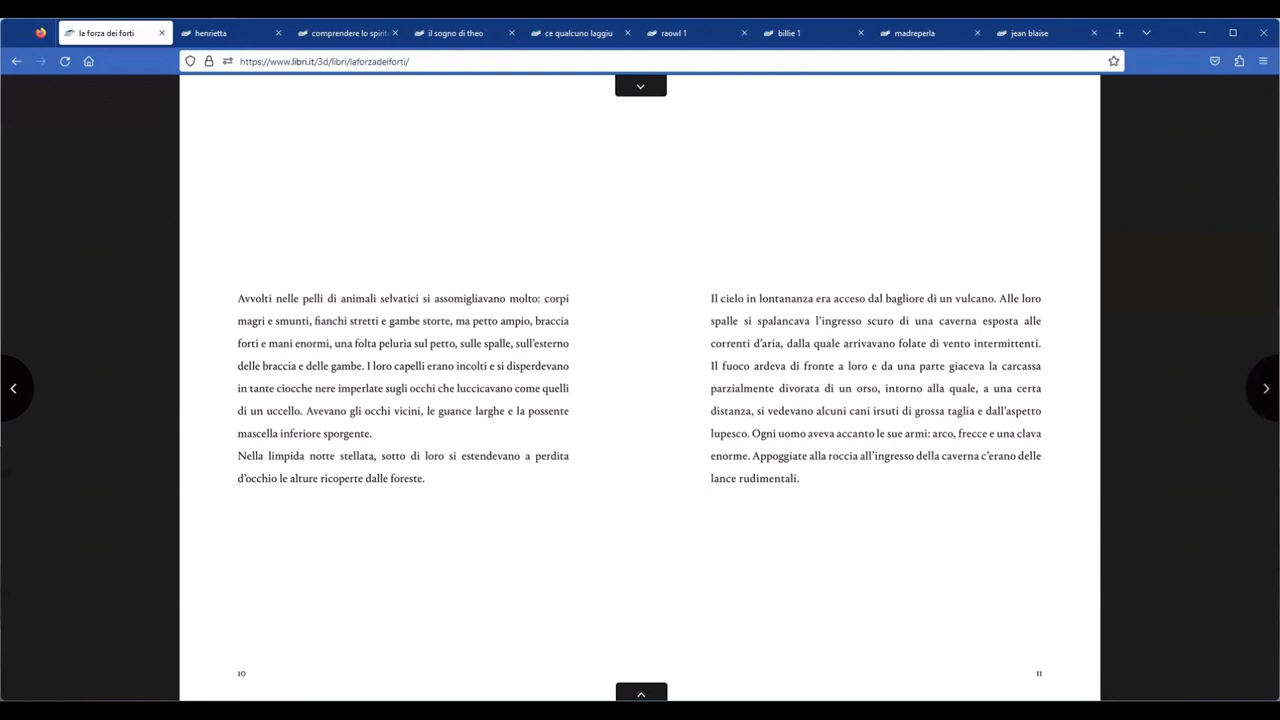 la forza dei forti
henrietta
comprendere lo spirit
il sogno di theo
ce qualcuno laggiu
raowl 1
billie 1
madreperla
jean blaise
https://www.libri.it/3d/libri/laforzadeiforti/
Avvolti nelle pelli di animali selvatici si assomigliavano molto: corpi
magri e smunti, fianchi stretti e gambe storte, ma petto ampio, braccia
forti e mani enormi, una folta peluria sul petto, sulle spalle, sull'esterno
delle braccia e delle gambe. I loro capelli erano incolti e si disperdevano
in tante ciocche nere imperlate sugli occhi che luccicavano come quelli
di un uccello. Avevano gli occhi vicini, le guance larghe e la possente
mascella inferiore sporgente.
Nella limpida notte stellata, sotto di loro si estendevano a perdita
d'occhio le alture ricoperte dalle foreste.
10
Il cielo in lontananza era acceso dal bagliore di un vulcano. Alle loro
spalle si spalancava l'ingresso scuro di una caverna esposta alle
correnti d'aria, dalla quale arrivavano folate di vento intermittenti.
Il fuoco ardeva di fronte a loro e da una parte giaceva la carcassa
parzialmente divorata di un orso, intorno alla quale, a una certa
distanza, si vedevano alcuni cani irsuti di grossa taglia e dall'aspetto
lupesco. Ogni uomo aveva accanto le sue armi: arco, frecce e una clava
enorme. Appoggiate alla roccia all'ingresso della caverna c'erano delle
lance rudimentali.
11